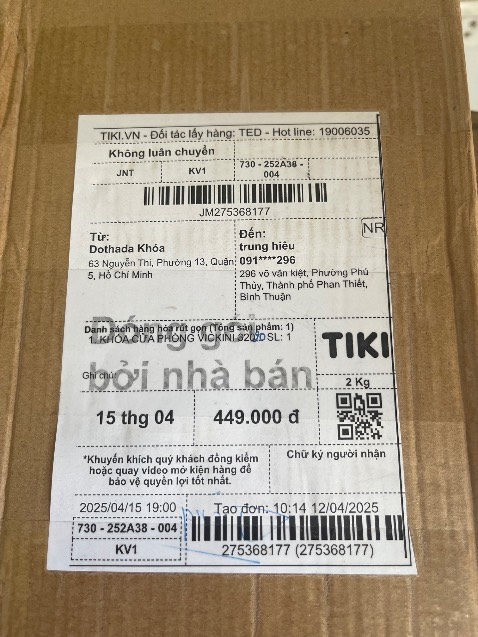 TIKI.VN - Đối tác lấy hàng: TED - Hot line: 19006035
Không luân chuyển
JNT KV1 730 - 252A38 - 004
JM275368177
NR
Từ:
Dothada Khóa
63 Nguyễn Thi, Phường 13, Quận
5, Hồ Chí Minh
Đến:
trung hiêu
091****296
296 võ văn kiêt, Phường Phú
Thủy, Thành phố Phan Thiết,
Bình Thuận
Danh sách hàng hóa rút gọn (Tổng sản phẩm: 1)
1. KHÓA CỬA PHÒNG VICKINI 320 SL: 1
Đóng gói
Ghi chú:
bởi nhà bán
TIKI
2 Kg
15 thg 04 449.000 đ
*Khuyến khích quý khách đồng kiểm
hoặc quay video mở kiện hàng để
bảo vệ quyền lợi tốt nhất.
Chữ ký người nhận
2025/04/15 19:00 Tạo đơn: 10:14 12/04/2025
730 - 252A38 - 004
KV1
275368177 (275368177)